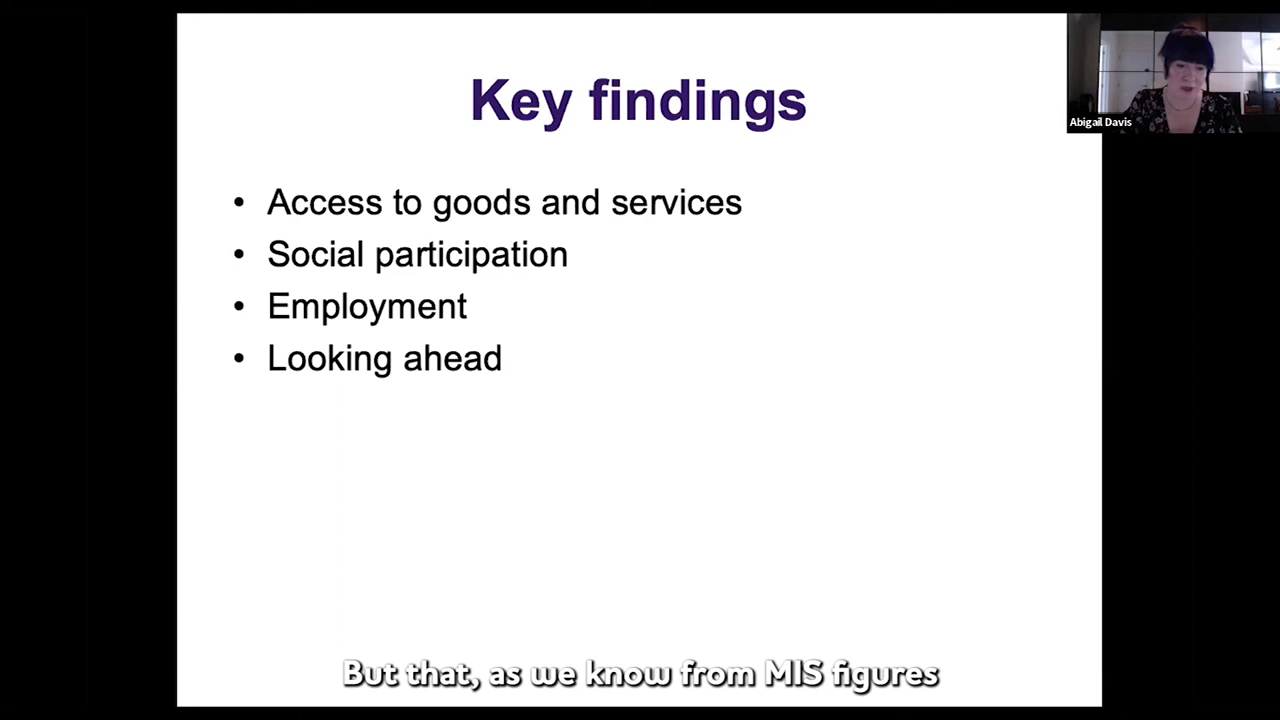 Key findings
Abigail Davis
• Access to goods and services
• Social participation
• Employment
• Looking ahead
But that, as we know from MIS figures